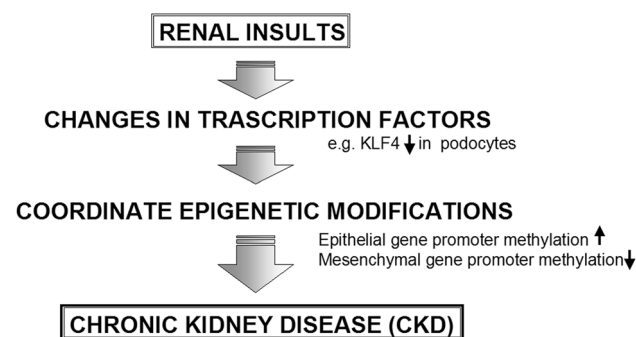 RENAL INSULTS
CHANGES IN TRASCRIPTION FACTORS
e.g. KLF4 ↓ in podocytes
COORDINATE EPIGENETIC MODIFICATIONS
Epithelial gene promoter methylation ↑
Mesenchymal gene promoter methylation ↓
CHRONIC KIDNEY DISEASE (CKD)